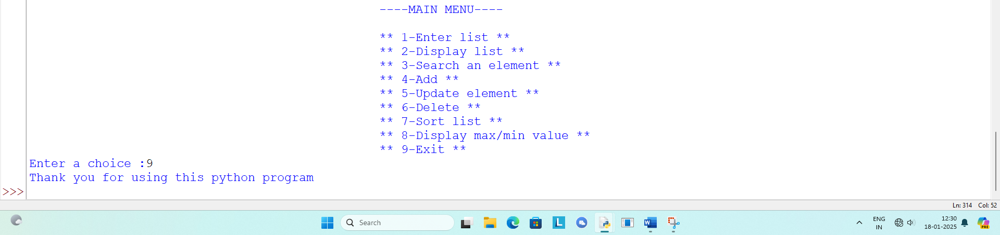 ----MAIN MENU----
** 1-Enter list **
** 2-Display list **
** 3-Search an element **
** 4-Add **
** 5-Update element **
** 6-Delete **
** 7-Sort list **
** 8-Display max/min value **
** 9-Exit **
Enter a choice :9
Thank you for using this python program
>>>
Ln: 314 Col: 52
Search
L
W
ENG
IN
12:30
18-01-2025
PRE